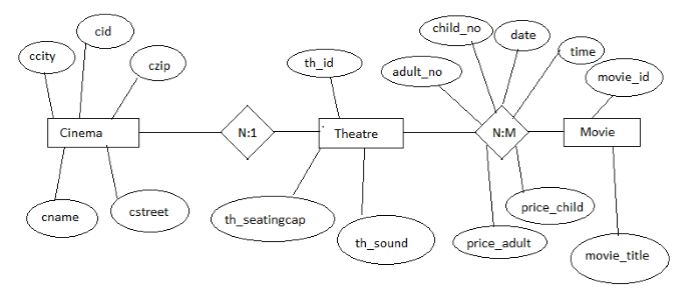 child_no
cid
date
ccity
th_id
time
czip
adult_no
movie_id
Cinema
N:1
Theatre
N:M
Movie
price_child
cname
cstreet
th_seatingcap
th_sound
price_adult
movie_title